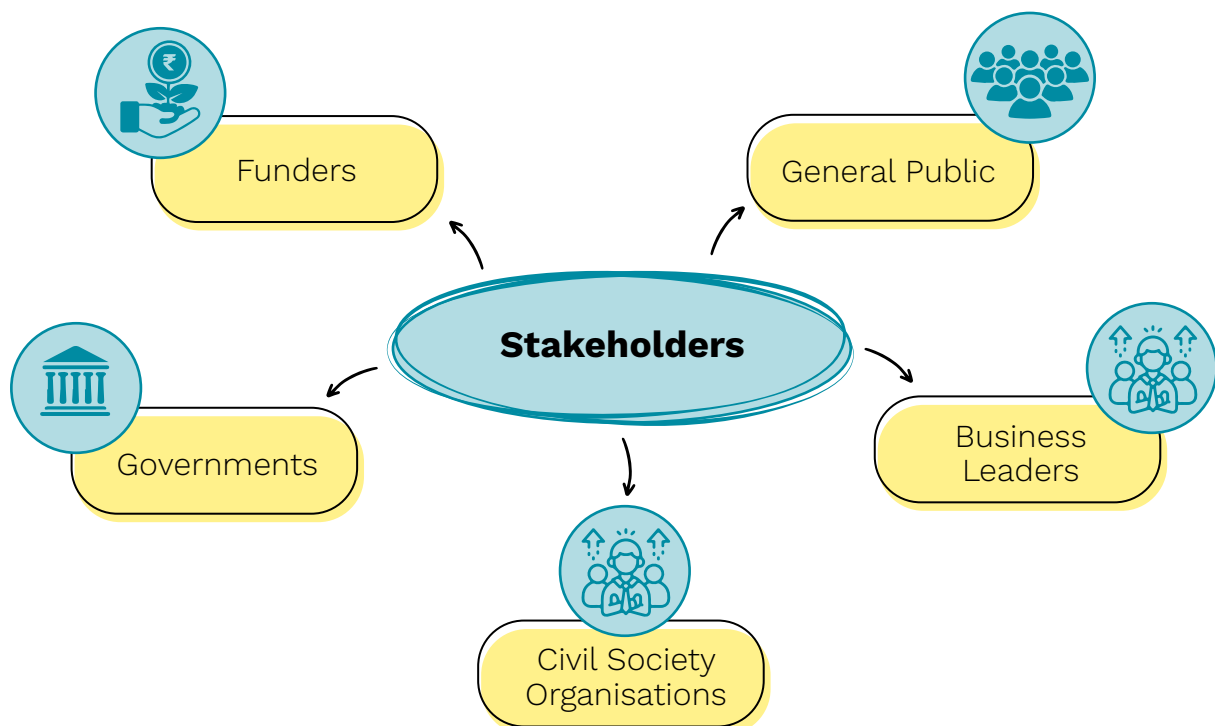 ₹
Funders
General Public
Stakeholders
Governments
Business
Leaders
Civil Society
Organisations